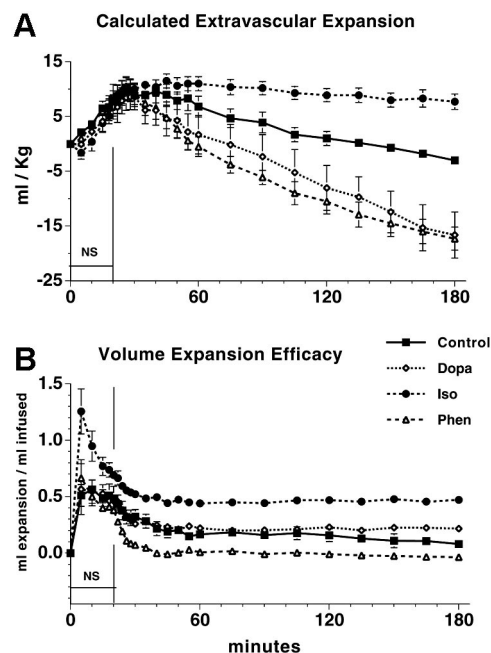 A Calculated Extravascular Expansion
15
5
-5
-15
-25
ml / Kg
NS
0 60 120 180
B Volume Expansion Efficacy
Control
Dopa
Iso
Phen
1.5
1.0
0.5
0.0
ml expansion / ml infused
NS
0 60 120 180
minutes